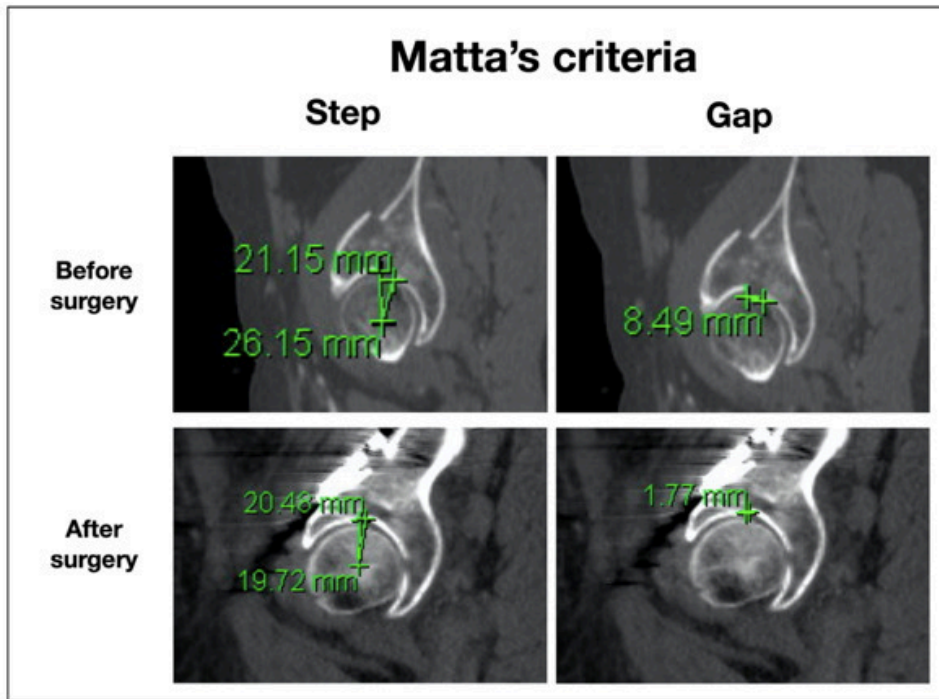 Matta's criteria
Step
Gap
Before
surgery
21.15 mm
26.15 mm
8.49 mm
After
surgery
20.48 mm
19.72 mm
1.77 mm